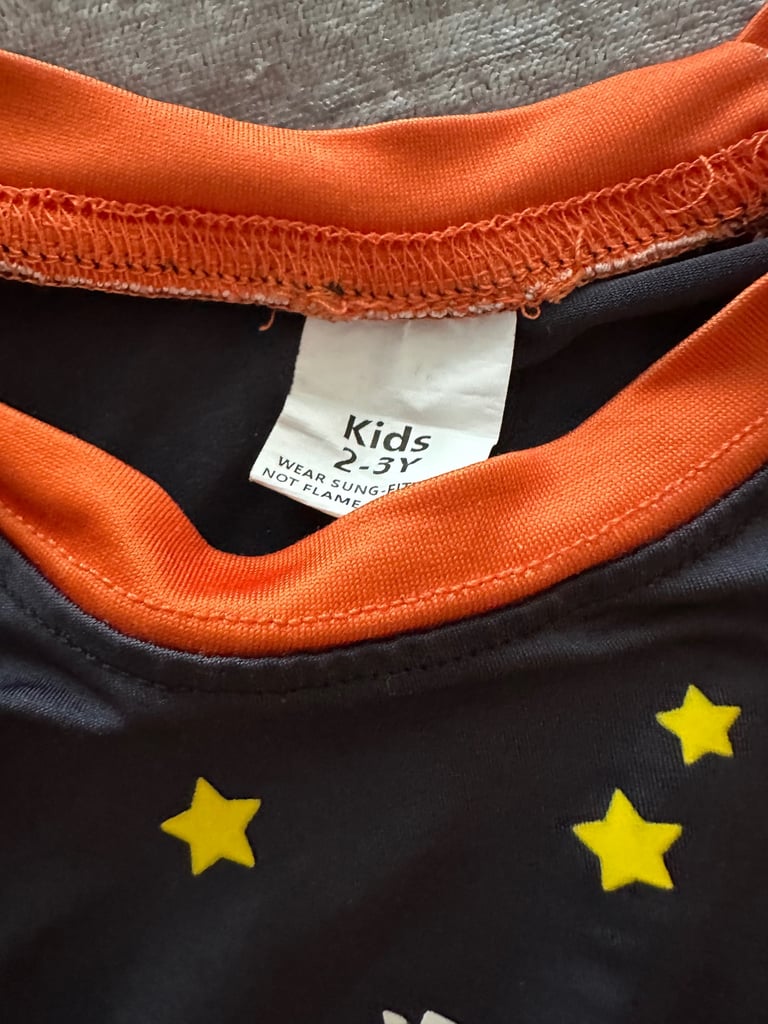 Kids
2-3Y
WEAR SUNG-FIT
NOT FLAME